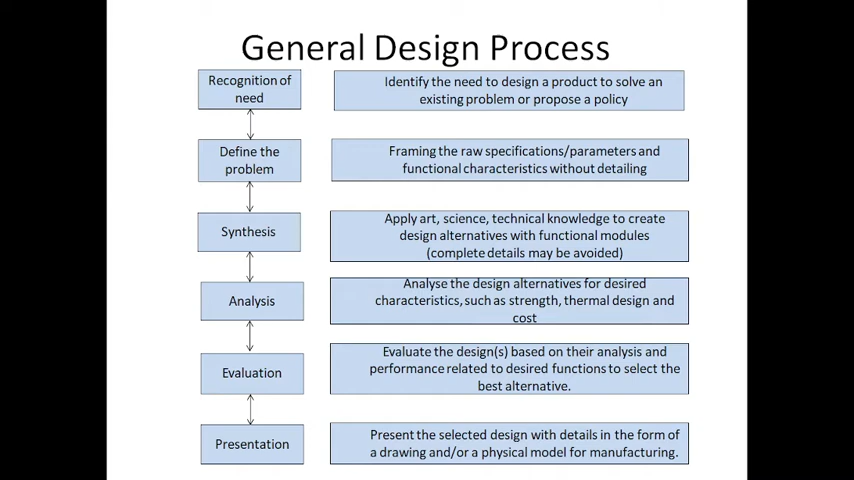 General Design Process
Recognition of
need
Identify the need to design a product to solve an
existing problem or propose a policy
Define the
problem
Framing the raw specifications/parameters and
functional characteristics without detailing
Synthesis
Apply art, science, technical knowledge to create
design alternatives with functional modules
(complete details may be avoided)
Analysis
Analyse the design alternatives for desired
characteristics, such as strength, thermal design and
cost
Evaluation
Evaluate the design(s) based on their analysis and
performance related to desired functions to select the
best alternative.
Presentation
Present the selected design with details in the form of
a drawing and/or a physical model for manufacturing.